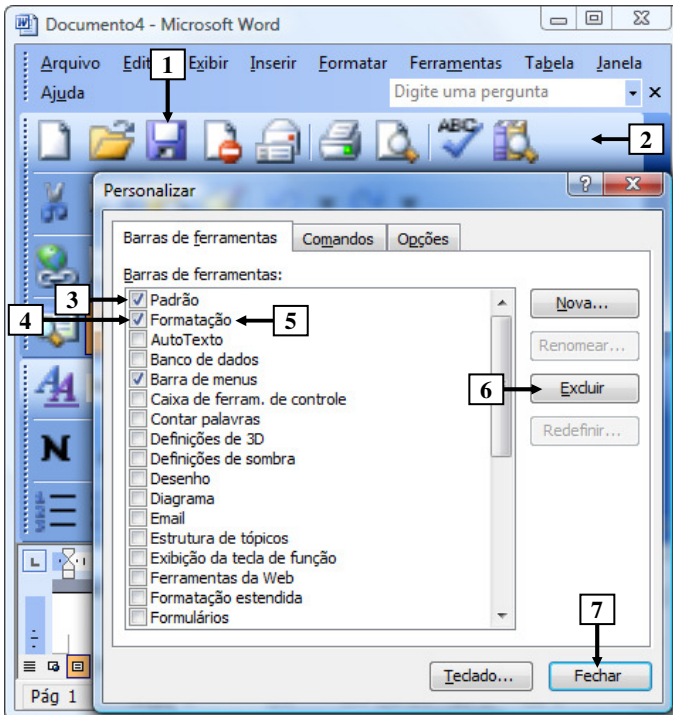 Documento4 - Microsoft Word
Arquivo Edit Exibir Inserir Formatar Ferramentas Tabela Janela
Ajuda Digite uma pergunta
1
ABC
2
Personalizar
Barras de ferramentas Comandos Opções
Barras de ferramentas:
3 Padrão Nova...
4 Formatação 5
AutoTexto Renomear...
Banco de dados
Barra de menus 6 Excluir
Caixa de ferram. de controle
Contar palavras Redefinir...
Definições de 3D
Definições de sombra
Desenho
Diagrama
Email
Estrutura de tópicos
Exibição da tecla de função
Ferramentas da Web
Formatação estendida
Formulários
7
Teclado... Fechar
A A
N
Pág 1